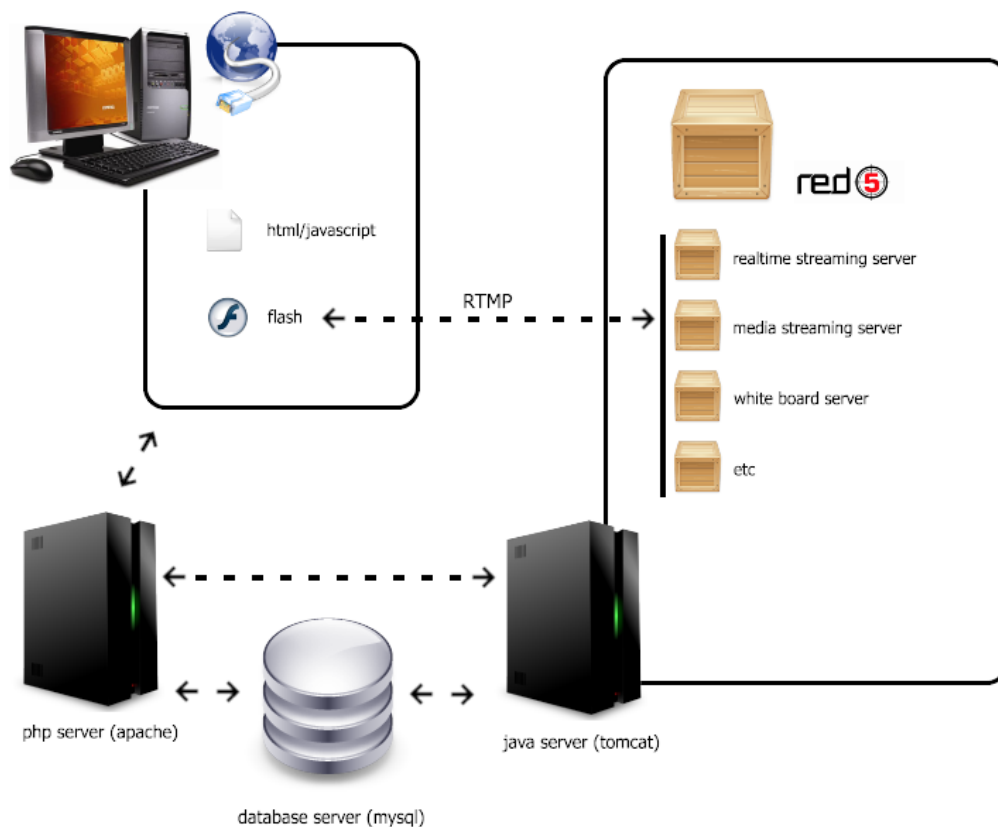 red5
html/javascript
realtime streaming server
RTMP
flash
media streaming server
white board server
etc
php server (apache)
java server (tomcat)
database server (mysql)